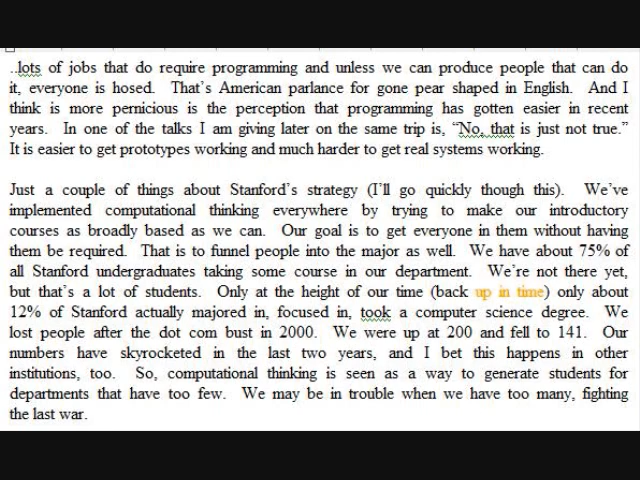 ..lots of jobs that do require programming and unless we can produce people that can do
it, everyone is hosed. That's American parlance for gone pear shaped in English. And I
think is more pernicious is the perception that programming has gotten easier in recent
years. In one of the talks I am giving later on the same trip is, “No, that is just not true.”
It is easier to get prototypes working and much harder to get real systems working.
Just a couple of things about Stanford's strategy (I'll go quickly though this). We've
implemented computational thinking everywhere by trying to make our introductory
courses as broadly based as we can. Our goal is to get everyone in them without having
them be required. That is to funnel people into the major as well. We have about 75% of
all Stanford undergraduates taking some course in our department. We're not there yet,
but that's a lot of students. Only at the height of our time (back up in time) only about
12% of Stanford actually majored in, focused in, took a computer science degree. We
lost people after the dot com bust in 2000. We were up at 200 and fell to 141. Our
numbers have skyrocketed in the last two years, and I bet this happens in other
institutions, too. So, computational thinking is seen as a way to generate students for
departments that have too few. We may be in trouble when we have too many, fighting
the last war.